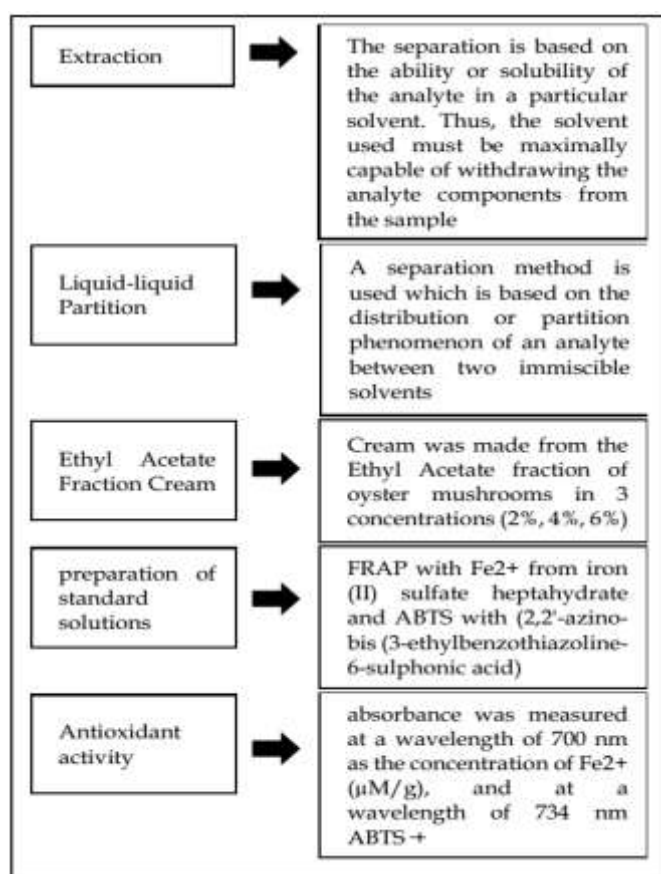 Extraction
The separation is based on
the ability or solubility of
the analyte in a particular
solvent. Thus, the solvent
used must be maximally
capable of withdrawing the
analyte components from
the sample
Liquid-liquid
Partition
A separation method is
used which is based on the
distribution or partition
phenomenon of an analyte
between two immiscible
solvents
Ethyl Acetate
Fraction Cream
Cream was made from the
Ethyl Acetate fraction of
oyster mushrooms in 3
concentrations (2%, 4%, 6%)
preparation of
standard
solutions
FRAP with Fe2+ from iron
(II) sulfate heptahydrate
and ABTS with (2,2'-azino-
bis (3-ethylbenzothiazoline-
6-sulphonic acid)
Antioxidant
activity
absorbance was measured
at a wavelength of 700 nm
as the concentration of Fe2+
(µM/g), and at a
wavelength of 734 nm
ABTS +